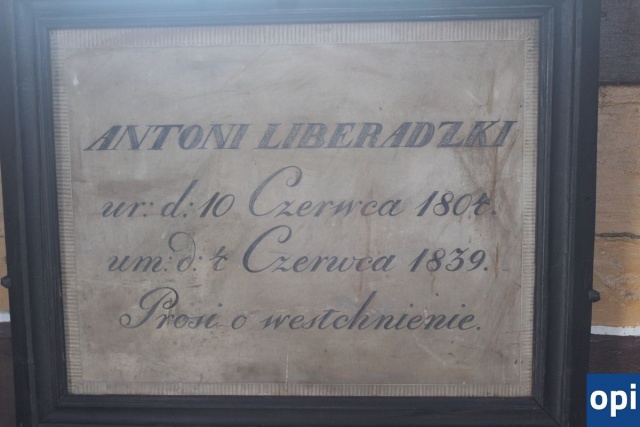 ANTONI LIBERADZKI
ur: d: 10 Czerwca 1804.
um: d: 4 Czerwca 1839.
Prosi o westchnienie.
opi